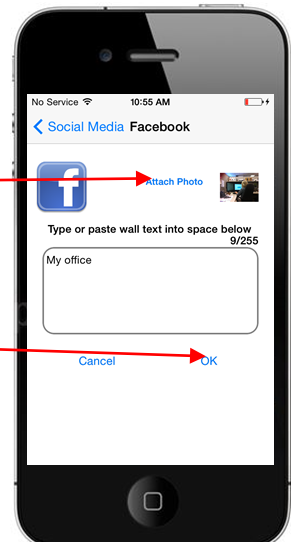 No Service 10:55 AM
Social Media Facebook
f
Attach Photo
Type or paste wall text into space below
9/255
My office
Cancel OK